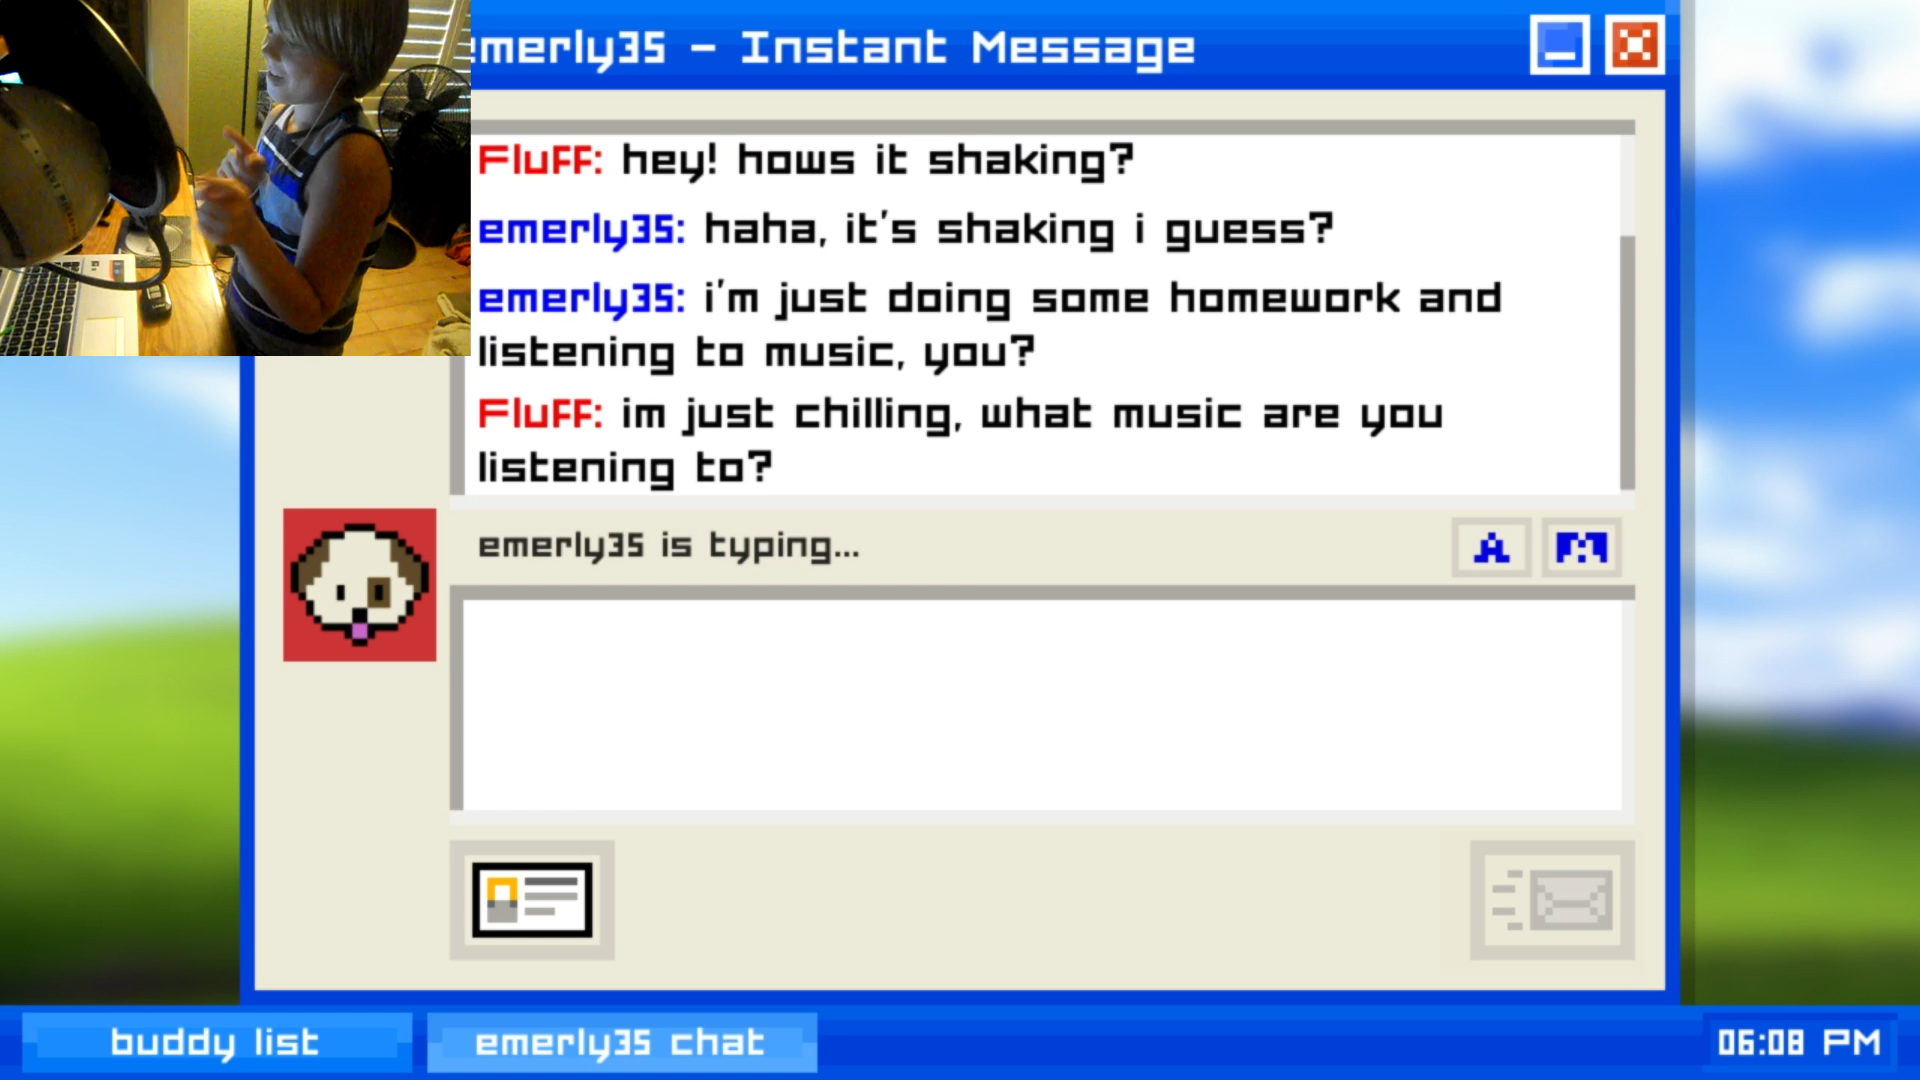 emerly35 - Instant Message
Fluff: hey! hows it shaking?
emerly35: haha, it's shaking i guess?
emerly35: i'm just doing some homework and
listening to music, you?
Fluff: im just chilling, what music are you
listening to?
emerly35 is typing...
A
buddy list
emerly35 chat
06:08 PM